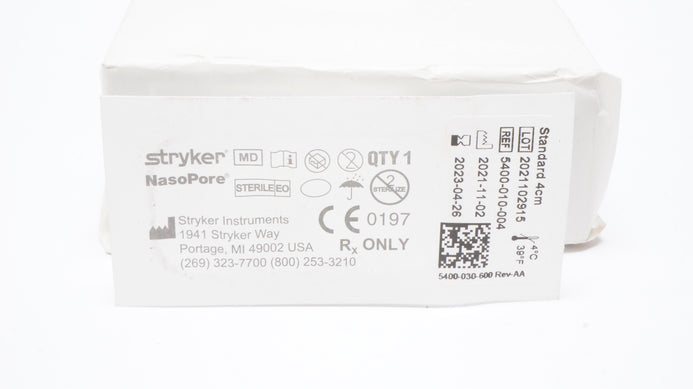 stryker® MD QTY 1
NasoPore® STERILE EO
2 STERILIZE
Stryker Instruments
1941 Stryker Way
Portage, MI 49002 USA
(269) 323-7700 (800) 253-3210
CE 0197
Rx ONLY
Standard 4cm
LOT 2021102915
REF 5400-010-004
2021-11-02
2023-04-26
4°C
39°F
5400-030-600 Rev-AA